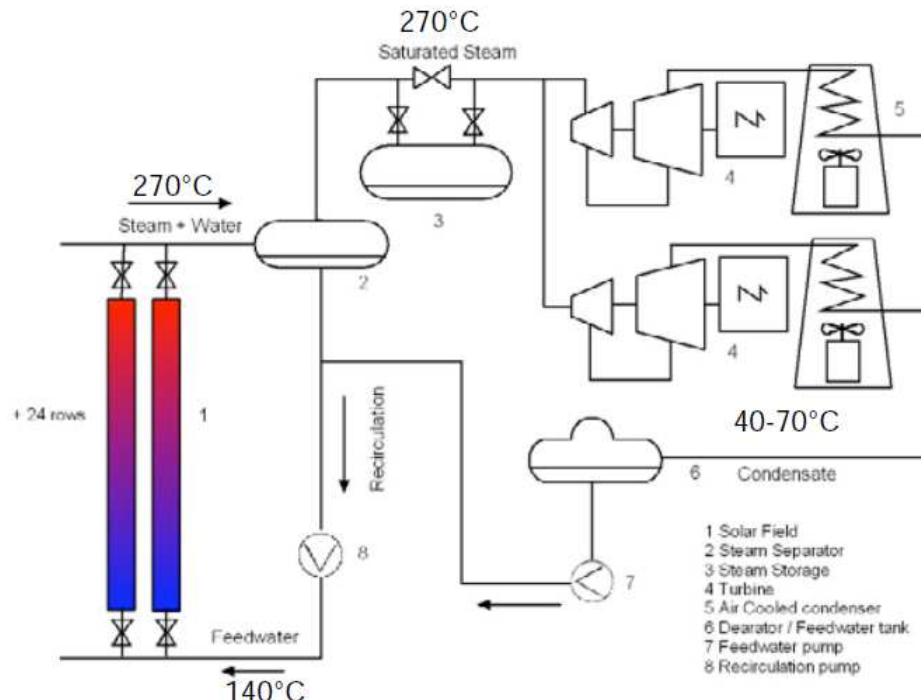 270°C
Saturated Steam
5
4
270°C
3
Steam + Water
2
4
+ 24 rows
1
Recirculation
40-70°C
6
Condensate
8
7
1 Solar Field
2 Steam Separator
3 Steam Storage
4 Turbine
5 Air Cooled condenser
6 Dearator / Feedwater tank
7 Feedwater pump
8 Recirculation pump
Feedwater
140°C